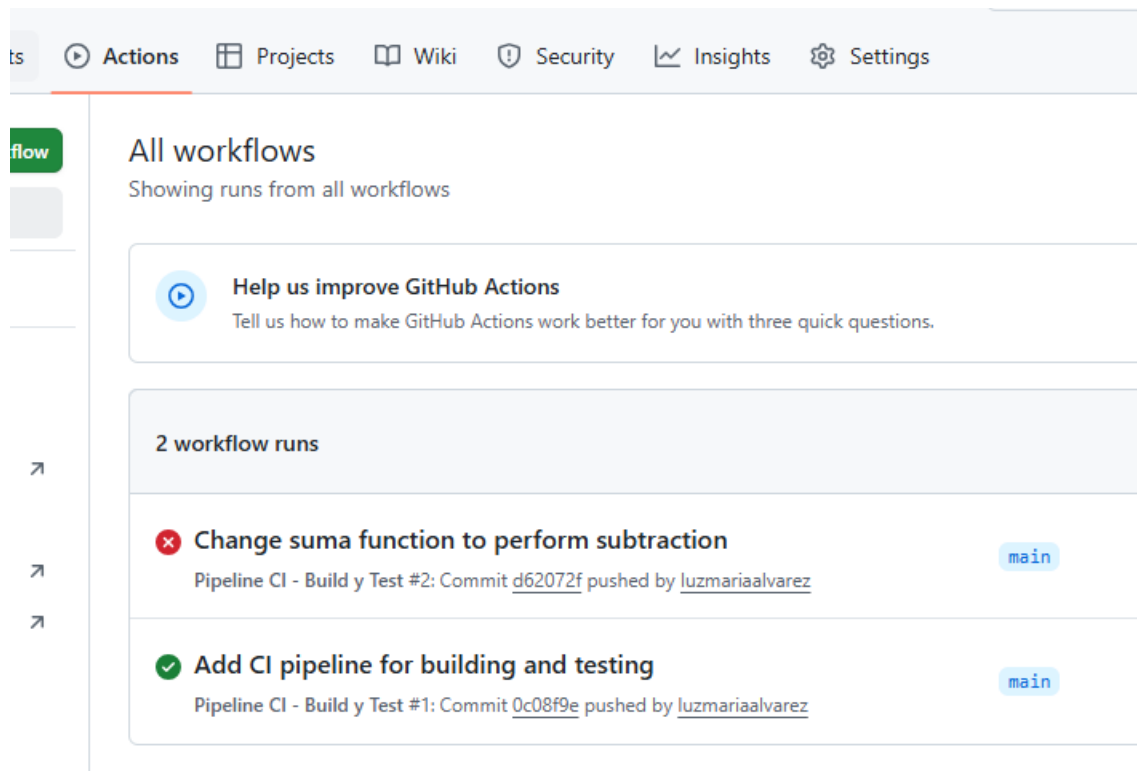 ts Actions Projects Wiki Security Insights Settings
flow
All workflows
Showing runs from all workflows
Help us improve GitHub Actions
Tell us how to make GitHub Actions work better for you with three quick questions.
2 workflow runs
Change suma function to perform subtraction
main
Pipeline CI - Build y Test #2: Commit d62072f pushed by luzmariaalvarez
Add CI pipeline for building and testing
main
Pipeline CI - Build y Test #1: Commit 0c08f9e pushed by luzmariaalvarez